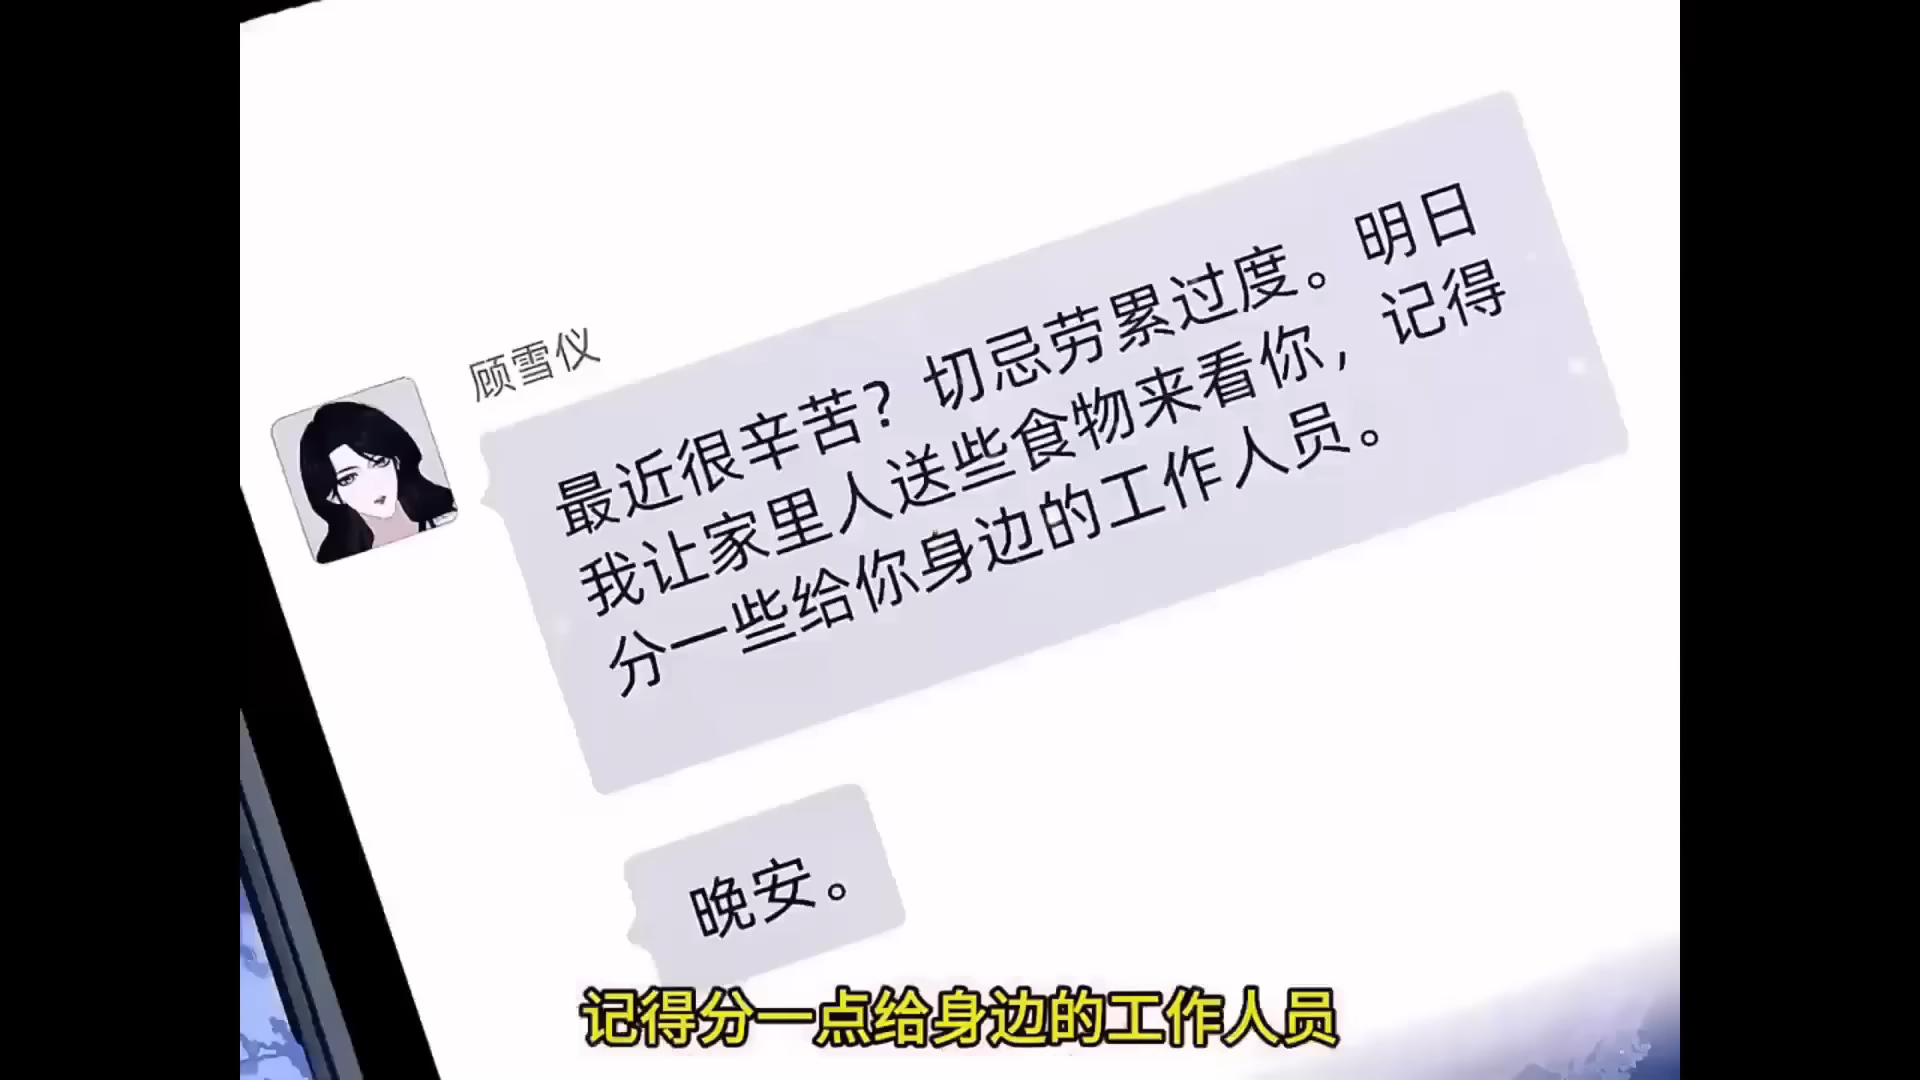 顾雪仪
最近很辛苦？切忌劳累过度。明日
我让家里人送些食物来看你，记得
分一些给你身边的工作人员。
晚安。
记得分一点给身边的工作人员